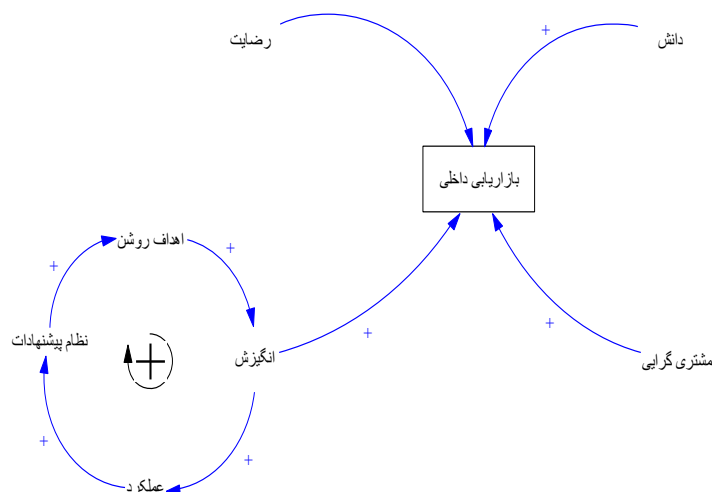 رضایت
+
دانش
بازاریابی داخلی
اهداف روشن
+
+
نظام پیشنهادات
+
انگیزش
+
+
مشتری گرایی
+
+
عملکرد